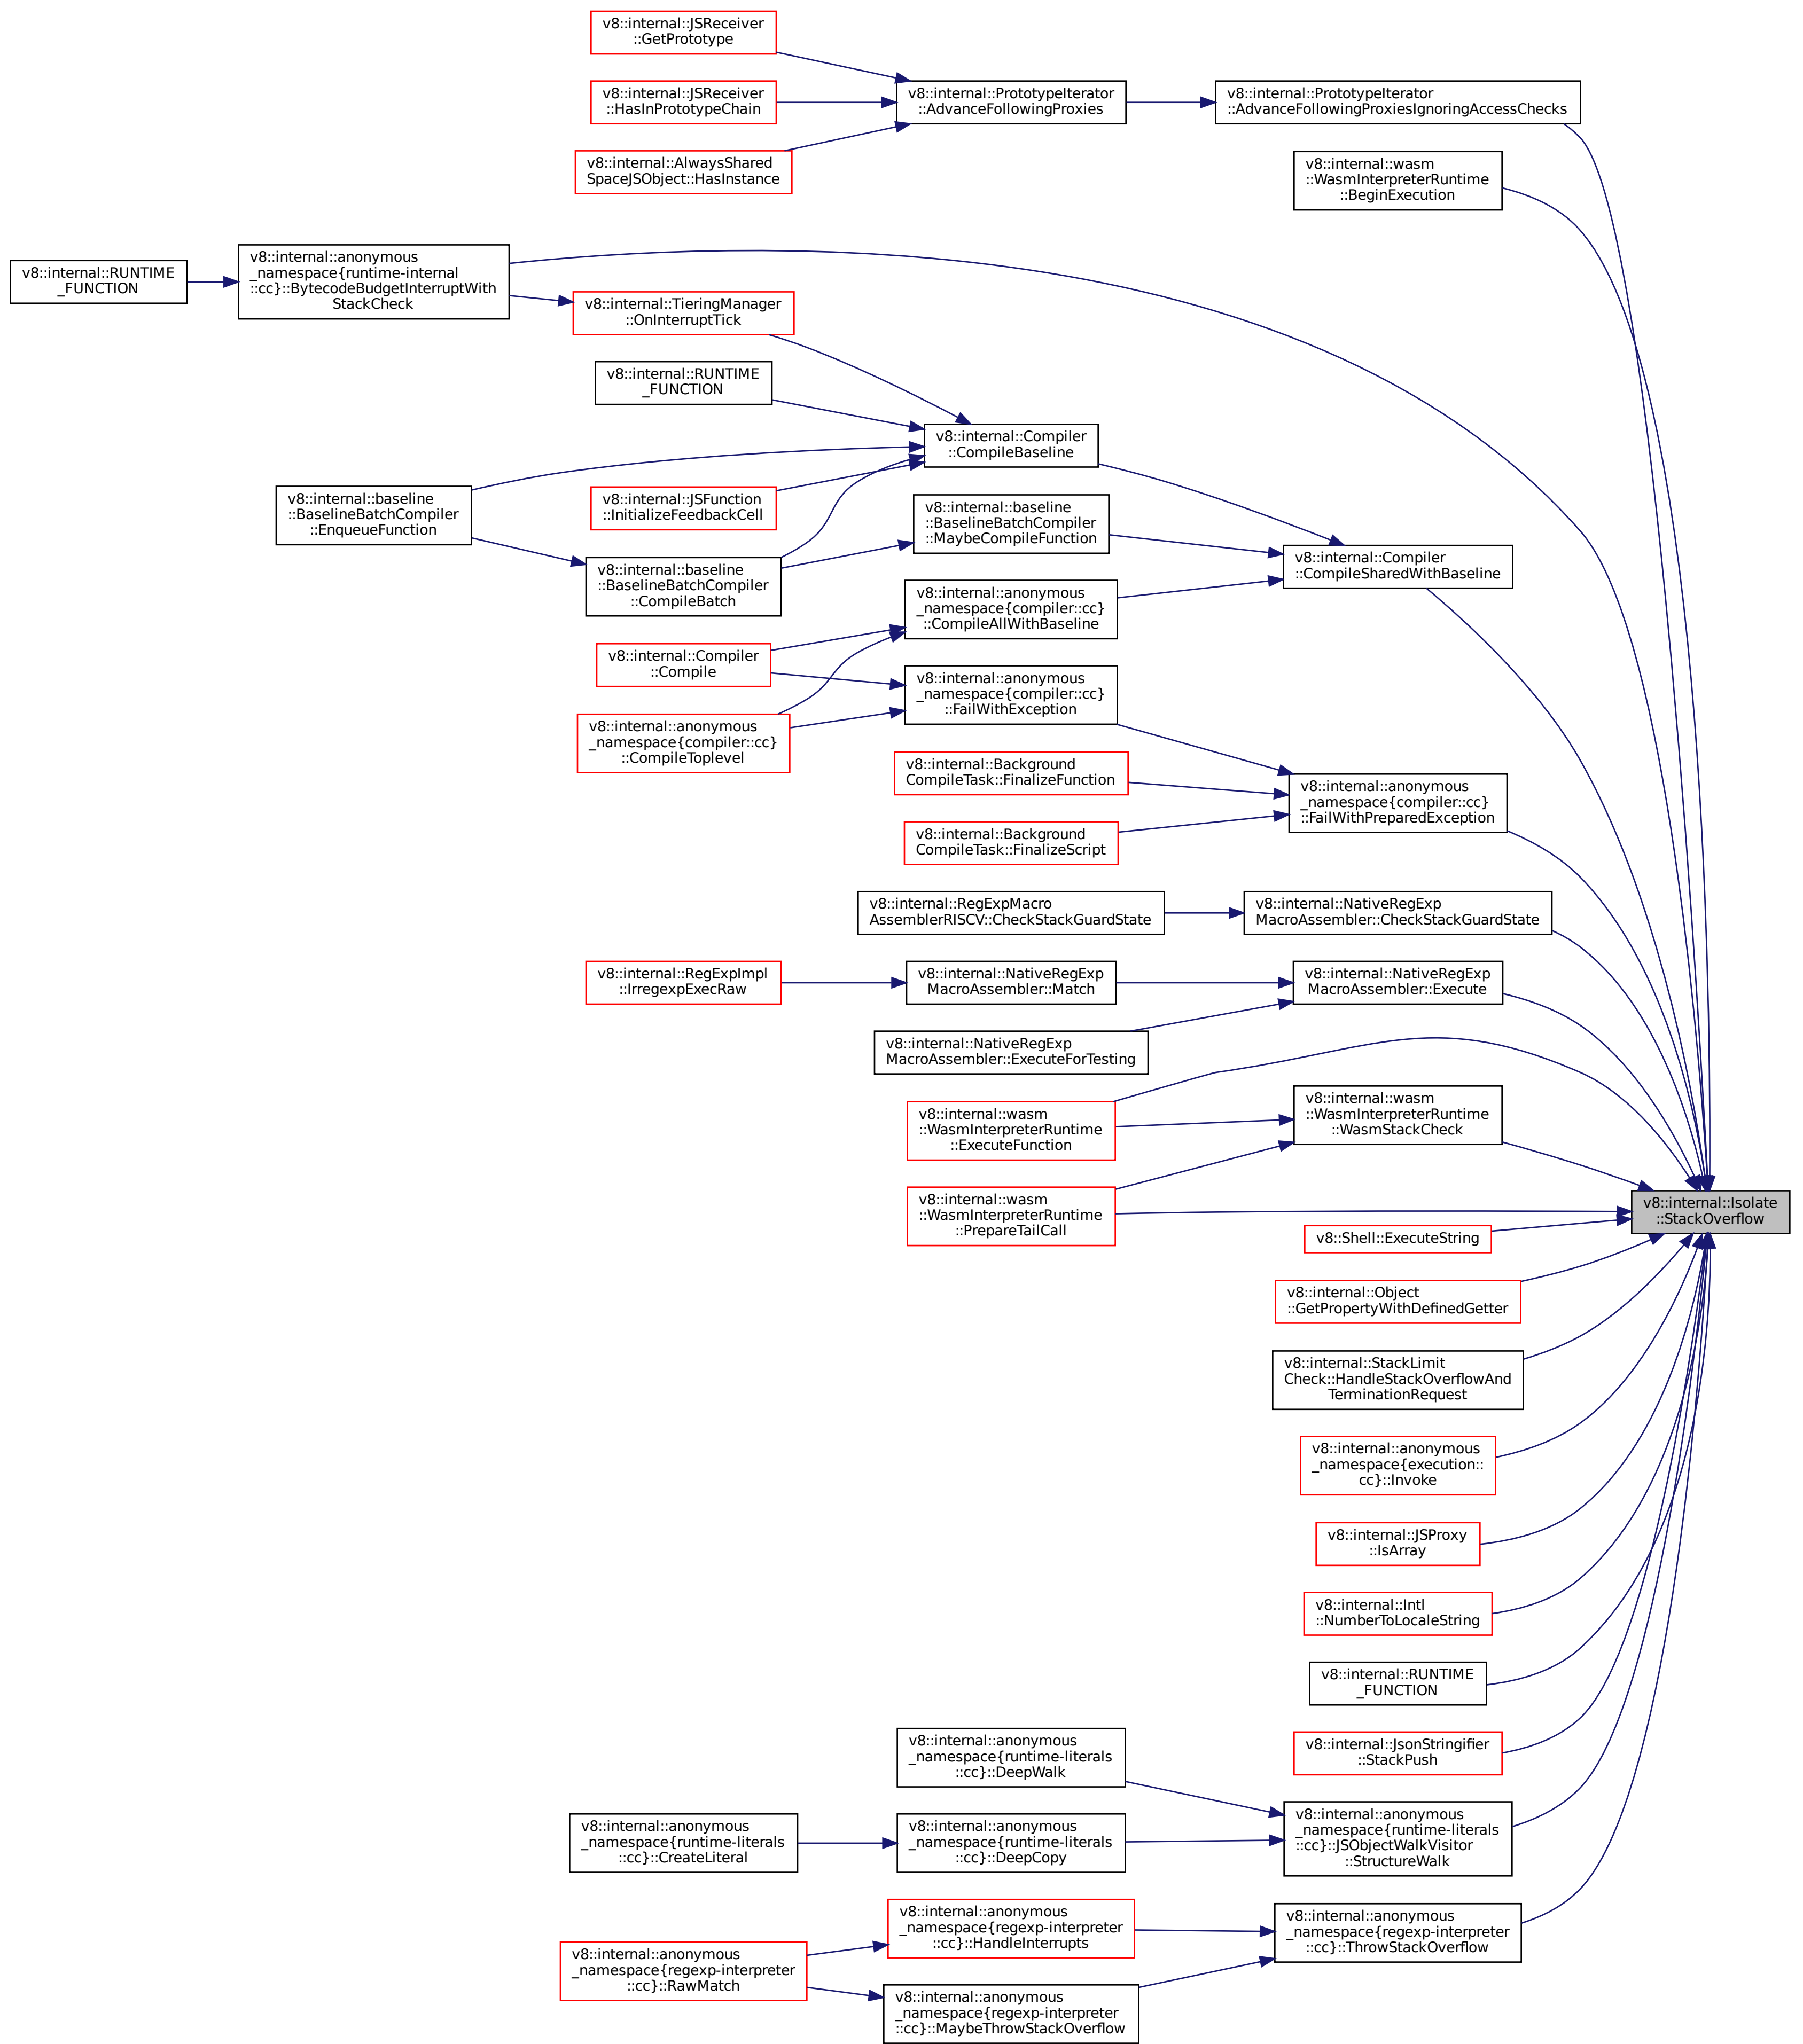 v8::internal::JSReceiver
::GetPrototype
v8::internal::JSReceiver
::HasInPrototypeChain
v8::internal::AlwaysShared
SpaceJSObject::HasInstance
v8::internal::PrototypeIterator
::AdvanceFollowingProxies
v8::internal::PrototypeIterator
::AdvanceFollowingProxiesIgnoringAccessChecks
v8::internal::wasm
::WasmInterpreterRuntime
::BeginExecution
v8::internal::RUNTIME
_FUNCTION
v8::internal::anonymous
_namespace{runtime-internal
::cc}::BytecodeBudgetInterruptWith
StackCheck
v8::internal::TieringManager
::OnInterruptTick
v8::internal::RUNTIME
_FUNCTION
v8::internal::Compiler
::CompileBaseline
v8::internal::baseline
::BaselineBatchCompiler
::EnqueueFunction
v8::internal::JSFunction
::InitializeFeedbackCell
v8::internal::baseline
::BaselineBatchCompiler
::MaybeCompileFunction
v8::internal::Compiler
::CompileSharedWithBaseline
v8::internal::baseline
::BaselineBatchCompiler
::CompileBatch
v8::internal::anonymous
_namespace{compiler::cc}
::CompileAllWithBaseline
v8::internal::Compiler
::Compile
v8::internal::anonymous
_namespace{compiler::cc}
::FailWithException
v8::internal::anonymous
_namespace{compiler::cc}
::CompileToplevel
v8::internal::Background
CompileTask::FinalizeFunction
v8::internal::anonymous
_namespace{compiler::cc}
::FailWithPreparedException
v8::internal::Background
CompileTask::FinalizeScript
v8::internal::RegExpMacro
AssemblerRISCV::CheckStackGuardState
v8::internal::NativeRegExp
MacroAssembler::CheckStackGuardState
v8::internal::RegExpImpl
::IrregexpExecRaw
v8::internal::NativeRegExp
MacroAssembler::Match
v8::internal::NativeRegExp
MacroAssembler::Execute
v8::internal::NativeRegExp
MacroAssembler::ExecuteForTesting
v8::internal::wasm
::WasmInterpreterRuntime
::ExecuteFunction
v8::internal::wasm
::WasmInterpreterRuntime
::WasmStackCheck
v8::internal::wasm
::WasmInterpreterRuntime
::PrepareTailCall
v8::internal::Isolate
::StackOverflow
v8::Shell::ExecuteString
v8::internal::Object
::GetPropertyWithDefinedGetter
v8::internal::StackLimit
Check::HandleStackOverflowAnd
TerminationRequest
v8::internal::anonymous
_namespace{execution::
cc}::Invoke
v8::internal::JSProxy
::IsArray
v8::internal::Intl
::NumberToLocaleString
v8::internal::RUNTIME
_FUNCTION
v8::internal::JsonStringifier
::StackPush
v8::internal::anonymous
_namespace{runtime-literals
::cc}::DeepWalk
v8::internal::anonymous
_namespace{runtime-literals
::cc}::CreateLiteral
v8::internal::anonymous
_namespace{runtime-literals
::cc}::DeepCopy
v8::internal::anonymous
_namespace{runtime-literals
::cc}::JSObjectWalkVisitor
::StructureWalk
v8::internal::anonymous
_namespace{regexp-interpreter
::cc}::HandleInterrupts
v8::internal::anonymous
_namespace{regexp-interpreter
::cc}::ThrowStackOverflow
v8::internal::anonymous
_namespace{regexp-interpreter
::cc}::RawMatch
v8::internal::anonymous
_namespace{regexp-interpreter
::cc}::MaybeThrowStackOverflow